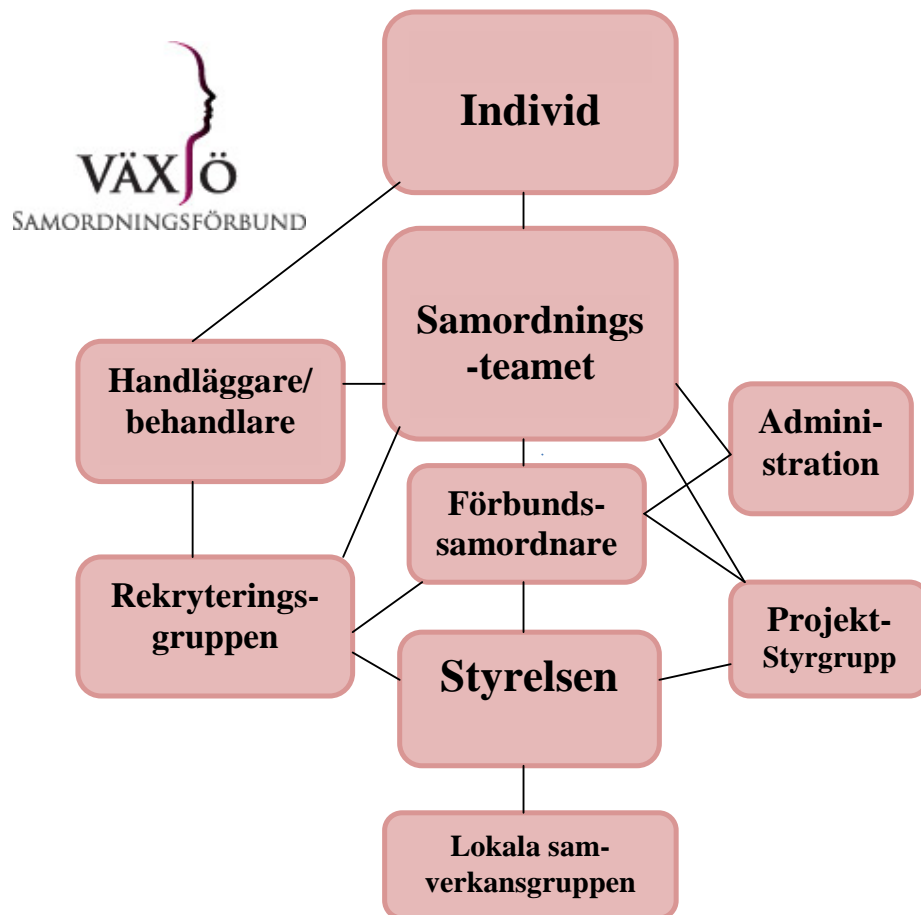 Individ
VÄXJÖ
SAMORDNINGSFÖRBUND
Samordnings
-teamet
Handläggare/
behandlare
Admini-
stration
Förbunds-
samordnare
Rekryterings-
gruppen
Projekt-
Styrgrupp
Styrelsen
Lokala sam-
verkansgruppen